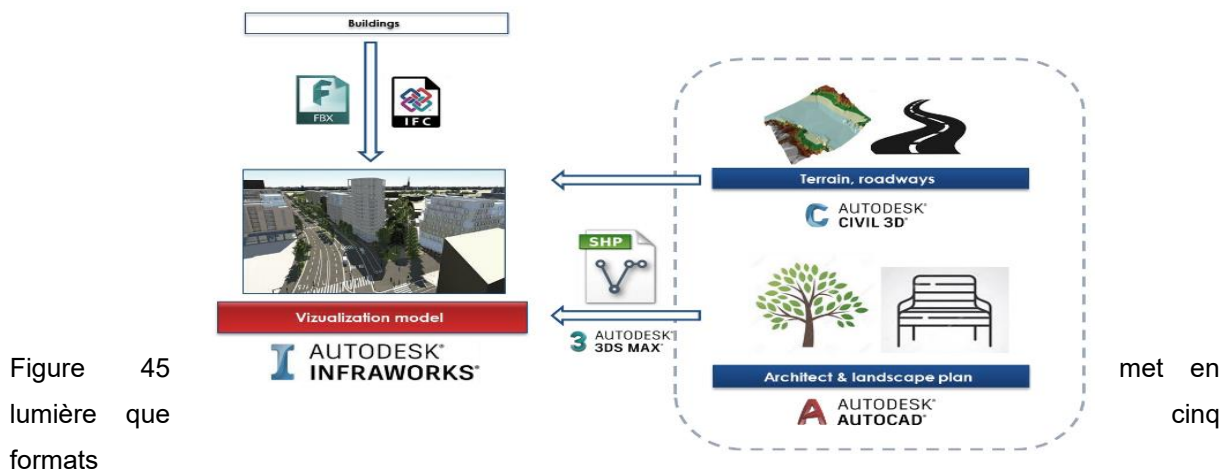 Buildings
FBX
IFC
Terrain, roadways
AUTODESK®
CIVIL 3D®
SHP
Vizualization model
AUTODESK®
3DS MAX®
AUTODESK®
INFRAWORKS®
Architect & landscape plan
AUTODESK®
AUTOCAD®
Figure 45 met en
lumière que cinq
formats